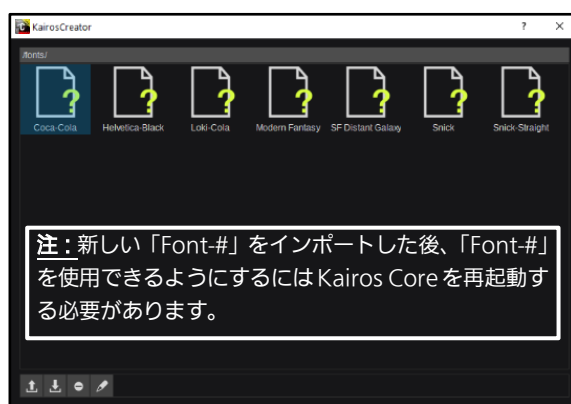 KairosCreator
? ×
/fonts/
Coca-Cola Helvetica-Black Loki-Cola Modern Fantasy SF Distant Galaxy Snick Snick-Straight
注：新しい「Font-#」をインポートした後、「Font-#」
を使用できるようにするにはKairos Coreを再起動す
る必要があります。